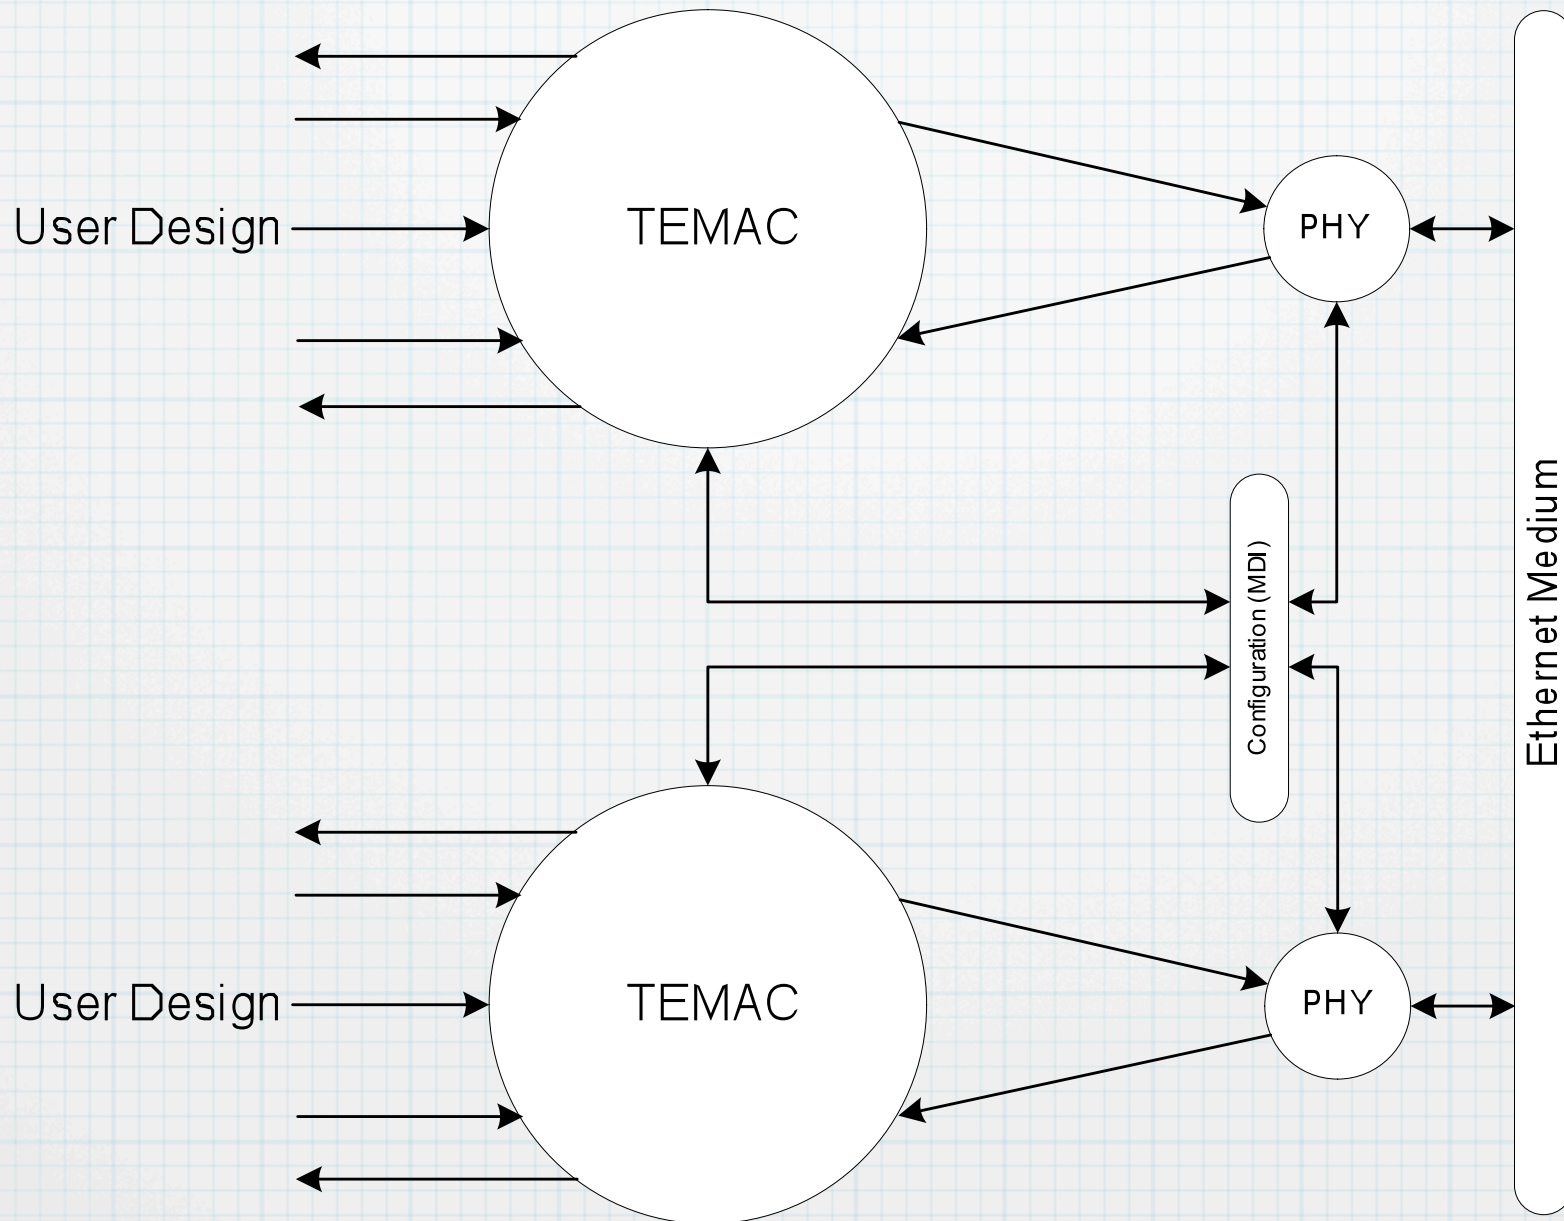 User Design
TEMAC
PHY
Configuration (MDI)
Ethernet Medium
User Design
TEMAC
PHY